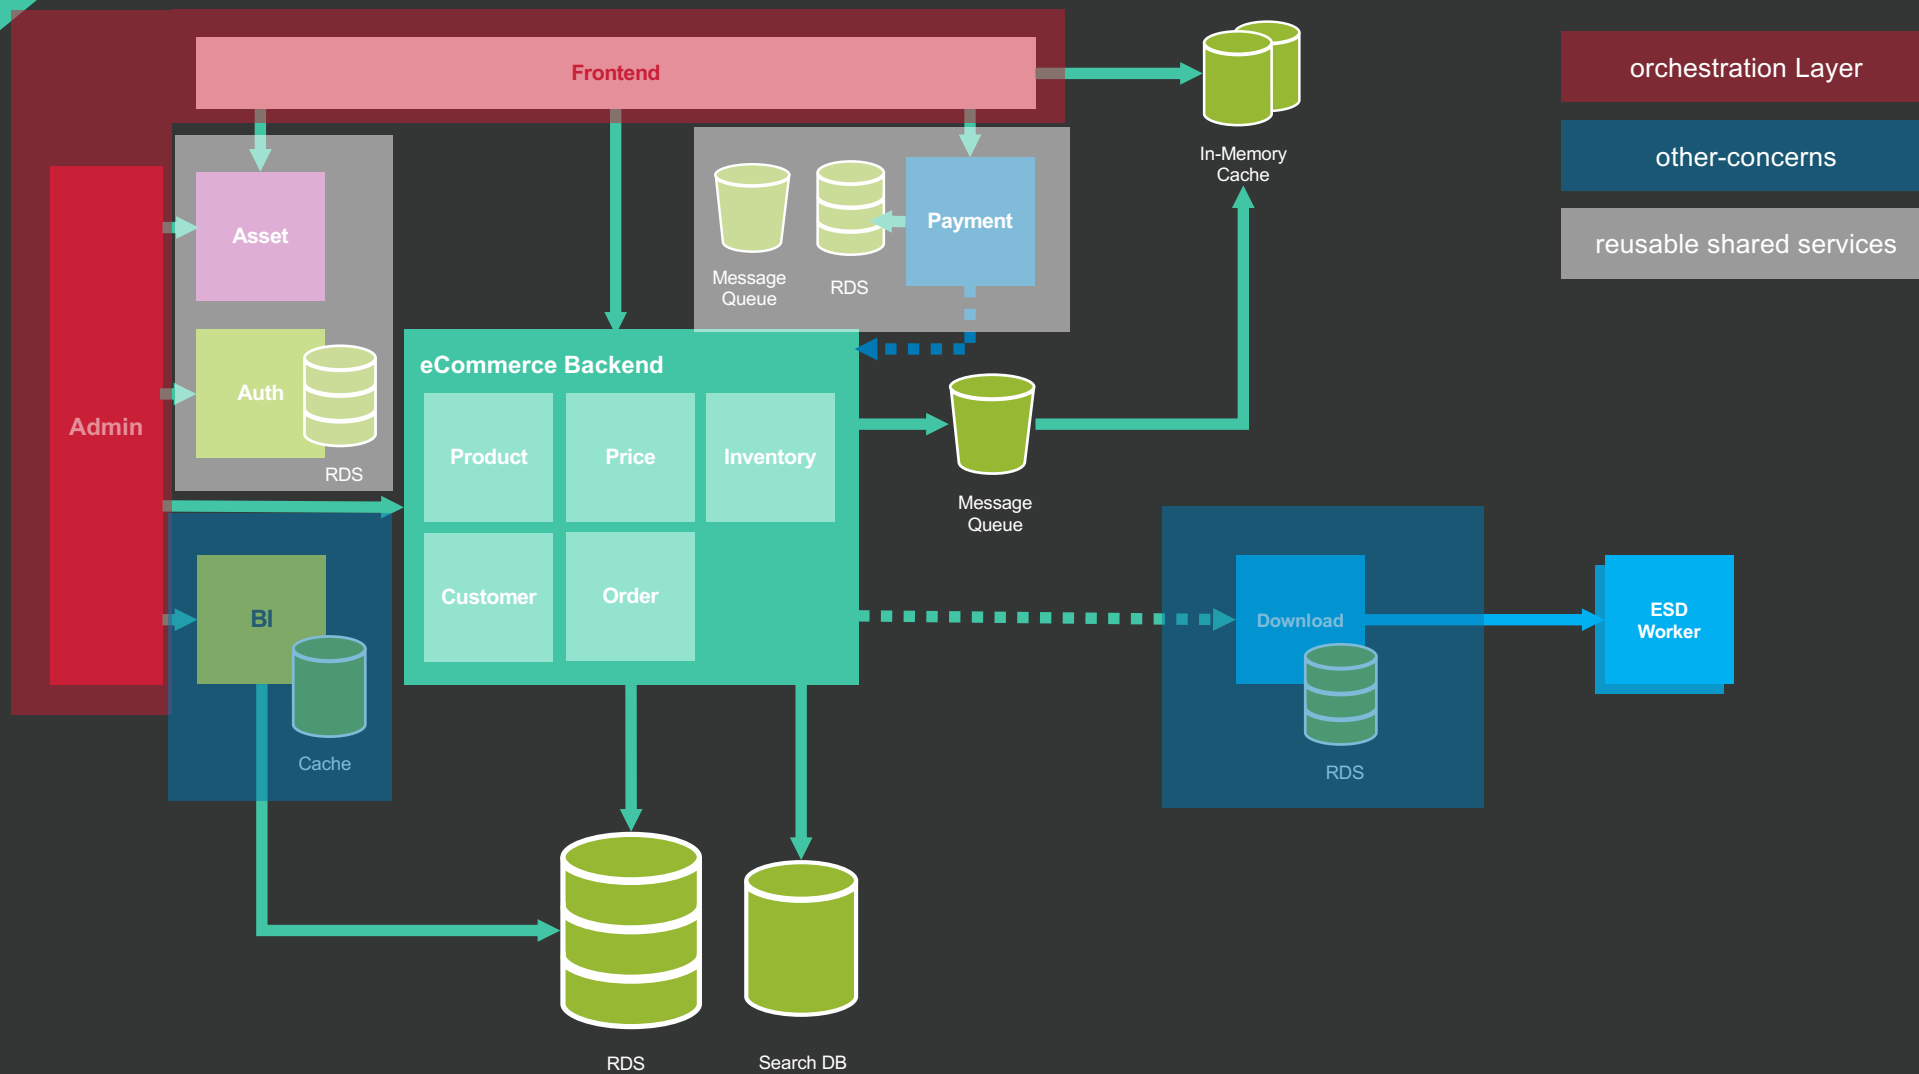 Frontend
orchestration Layer
In-Memory
Cache
other-concerns
Asset
Message
Queue
RDS
Payment
reusable shared services
eCommerce Backend
Auth
RDS
Admin
Product
Price
Inventory
Message
Queue
Customer
Order
BI
Cache
Download
RDS
ESD
Worker
RDS
Search DB